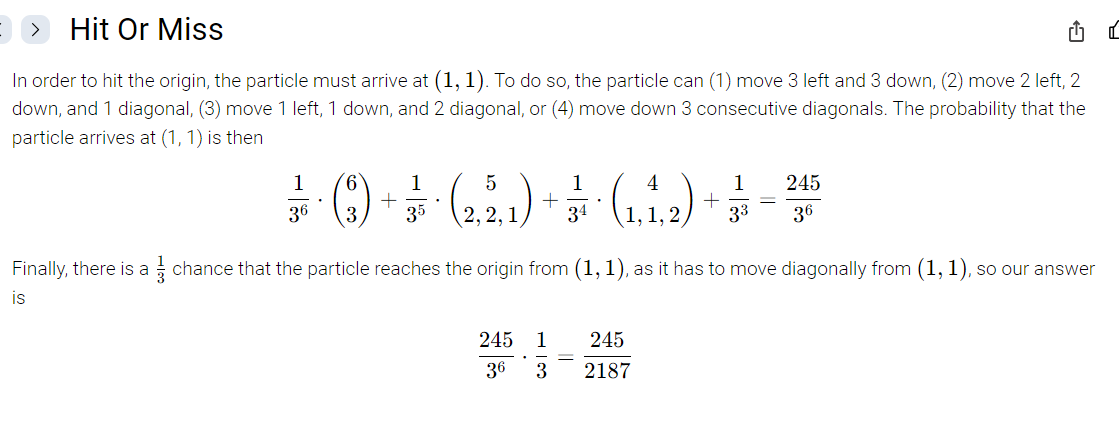 Hit Or Miss
In order to hit the origin, the particle must arrive at (1, 1). To do so, the particle can (1) move 3 left and 3 down, (2) move 2 left, 2
down, and 1 diagonal, (3) move 1 left, 1 down, and 2 diagonal, or (4) move down 3 consecutive diagonals. The probability that the
particle arrives at (1, 1) is then
$\frac{1}{3^6} \cdot \binom{6}{3} + \frac{1}{3^5} \cdot \binom{5}{2, 2, 1} + \frac{1}{3^4} \cdot \binom{4}{1, 1, 2} + \frac{1}{3^3} = \frac{245}{3^6}$
Finally, there is a $\frac{1}{3}$ chance that the particle reaches the origin from (1, 1), as it has to move diagonally from (1, 1), so our answer
is
$\frac{245}{3^6} \cdot \frac{1}{3} = \frac{245}{2187}$